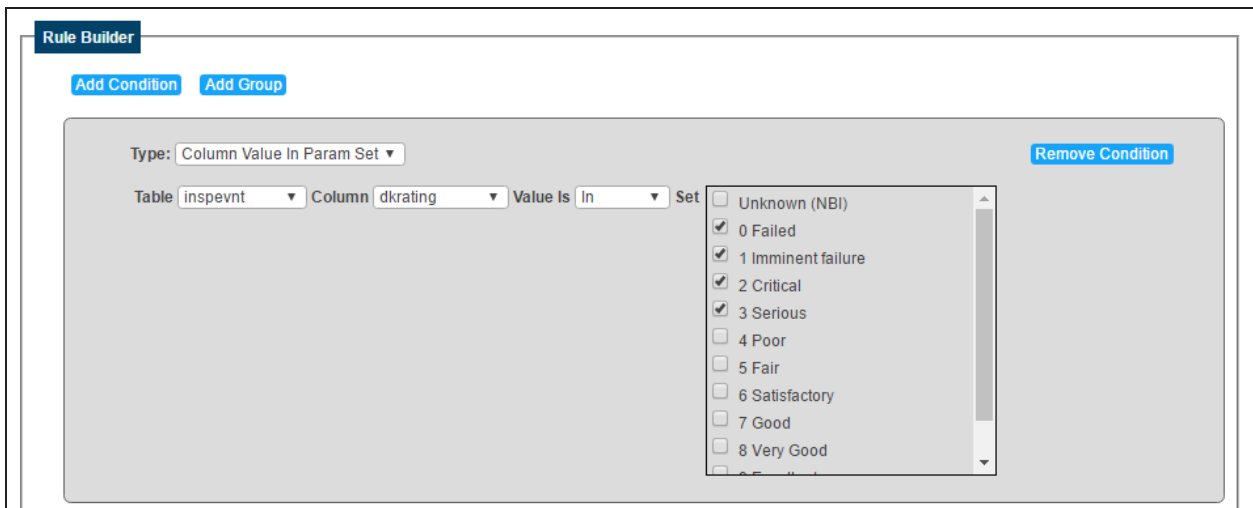 Rule Builder
Add Condition Add Group
Type: Column Value In Param Set Remove Condition
Table inspevnt Column dkrating Value Is In Set Unknown (NBI)
0 Failed
1 Imminent failure
2 Critical
3 Serious
4 Poor
5 Fair
6 Satisfactory
7 Good
8 Very Good